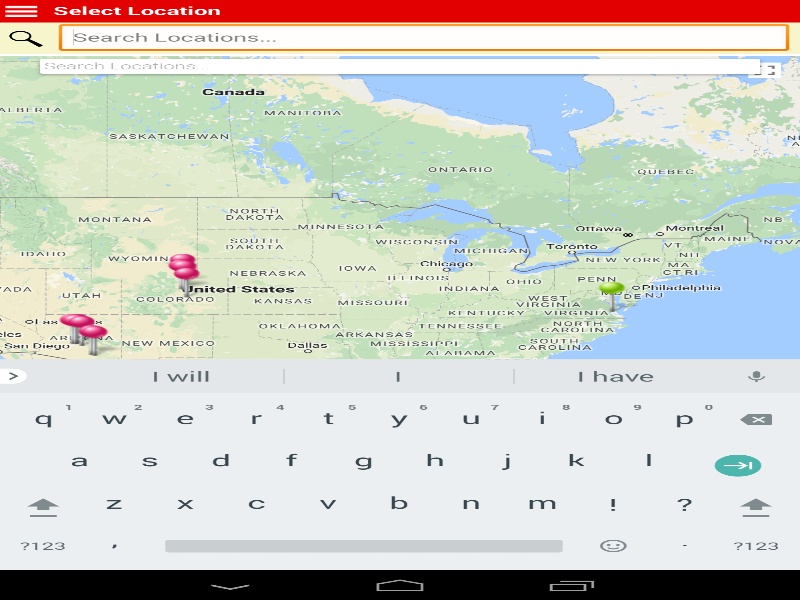 Select Location
Search Locations...
Search Locations...
Canada
ALBERTA
MANITOBA
SASKATCHEWAN
ONTARIO
QUEBEC
MONTANA
NORTH
DAKOTA
MINNESOTA
Ottawa
Montreal
NB
MAINE
NOVA
SOUTH
DAKOTA
WISCONSIN
MICHIGAN
Toronto
VT
NH
IDAHO
WYOMING
NEW YORK
MA
CT RI
IOWA
Chicago
NEBRASKA
ILLINOIS
INDIANA
OHIO
PENN
Philadelphia
DE NJ
UTAH
COLORADO
United States
KANSAS
MISSOURI
WEST
VIRGINIA
KENTUCKY
VIRGINIA
OKLAHOMA
TENNESSEE
NORTH
CAROLINA
ARKANSAS
San Diego
NEW MEXICO
Dallas
MISSISSIPPI
SOUTH
CAROLINA
ALABAMA
> I will I I have
1 2 3 4 5 6 7 8 9 0
q w e r t y u i o p
a s d f g h j k l
z x c v b n m ! ?
?123 , . ?123